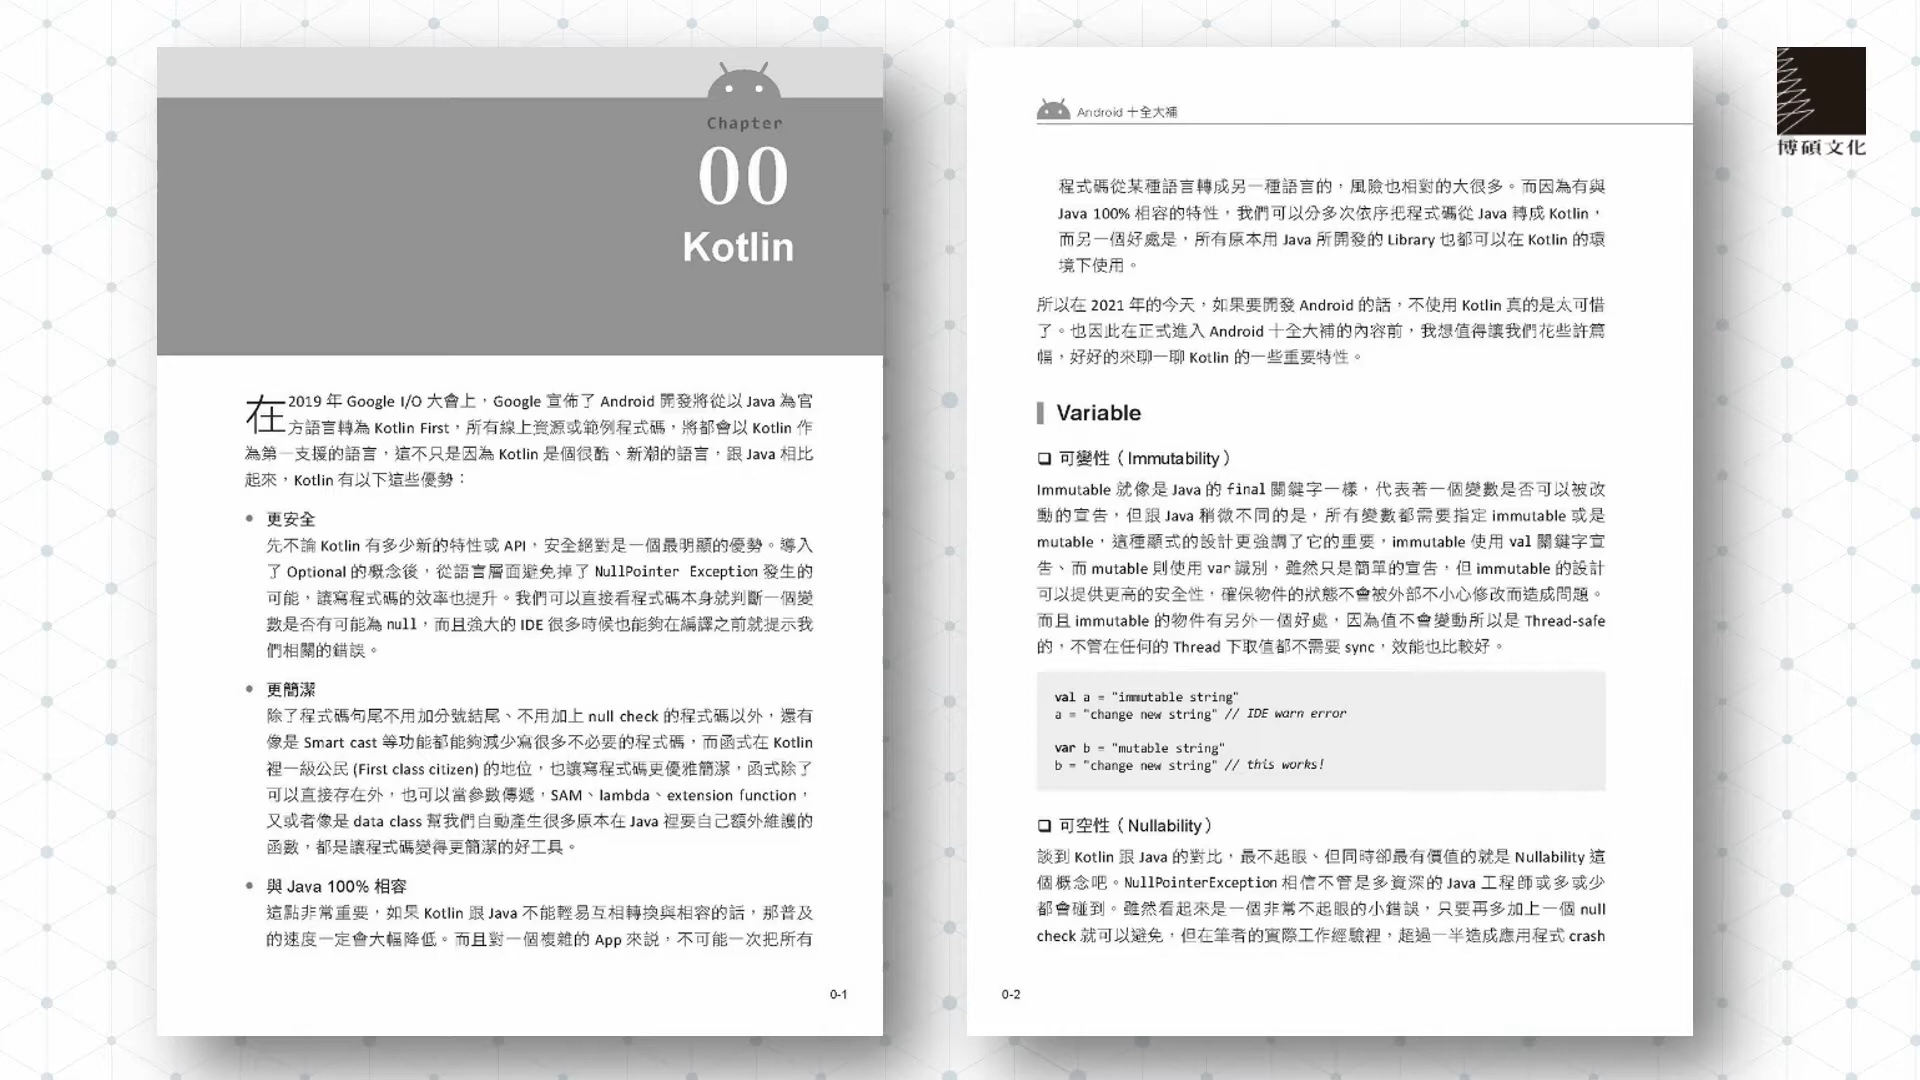 Chapter
00
Kotlin
在2019 年 Google I/O 大會上，Google 宣佈了 Android 開發將從以 Java 為官
方語言轉為 Kotlin First，所有線上資源或範例程式碼，將都會以 Kotlin 作
為第一支援的語言，這不只是因為 Kotlin 是個很酷、新潮的語言，跟 Java 相比
起來，Kotlin 有以下這些優勢：
• 更安全
先不論 Kotlin 有多少新的特性或 API，安全絕對是一個最明顯的優勢。導入
了 Optional 的概念後，從語言層面避免掉了 NullPointer Exception 發生的
可能，讓寫程式碼的效率也提升。我們可以直接看程式碼本身就判斷一個變
數是否有可能為 null，而且強大的 IDE 很多時候也能夠在編譯之前就提示我
們相關的錯誤。
• 更簡潔
除了程式碼句尾不用加分號結尾、不用加上 null check 的程式碼以外，還有
像是 Smart cast 等功能都能夠減少寫很多不必要的程式碼，而函式在 Kotlin
裡一級公民 (First class citizen) 的地位，也讓寫程式碼更優雅簡潔，函式除了
可以直接存在外，也可以當參數傳遞，SAM、lambda、extension function，
又或者像是 data class 幫我們自動產生很多原本在 Java 裡要自己額外維護的
函數，都是讓程式碼變得更簡潔的好工具。
• 與 Java 100% 相容
這點非常重要，如果 Kotlin 跟 Java 不能輕易互相轉換與相容的話，那普及
的速度一定會大幅降低。而且對一個複雜的 App 來說，不可能一次把所有
0-1
Android 十全大補
程式碼從某種語言轉成另一種語言的，風險也相對的大很多。而因為有與
Java 100% 相容的特性，我們可以分多次依序把程式碼從 Java 轉成 Kotlin，
而另一個好處是，所有原本用 Java 所開發的 Library 也都可以在 Kotlin 的環
境下使用。
所以在 2021 年的今天，如果要開發 Android 的話，不使用 Kotlin 真的是太可惜
了。也因此在正式進入 Android 十全大補的內容前，我想值得讓我們花些許篇
幅，好好的來聊一聊 Kotlin 的一些重要特性。
Variable
❏ 可變性（Immutability）
Immutable 就像是 Java 的 final 關鍵字一樣，代表著一個變數是否可以被改
動的宣告，但跟 Java 稍微不同的是，所有變數都需要指定 immutable 或是
mutable，這種顯式的設計更強調了它的重要，immutable 使用 val 關鍵字宣
告、而 mutable 則使用 var 識別，雖然只是簡單的宣告，但 immutable 的設計
可以提供更高的安全性，確保物件的狀態不會被外部不小心修改而造成問題。
而且 immutable 的物件有另外一個好處，因為值不會變動所以是 Thread-safe
的，不管在任何的 Thread 下取值都不需要 sync，效能也比較好。
val a = "immutable string"
a = "change new string" // IDE warn error
var b = "mutable string"
b = "change new string" // this works!
❏ 可空性（Nullability）
談到 Kotlin 跟 Java 的對比，最不起眼、但同時卻最有價值的就是 Nullability 這
個概念吧。NullPointerException 相信不管是多資深的 Java 工程師或多或少
都會碰到。雖然看起來是一個非常不起眼的小錯誤，只要再多加上一個 null
check 就可以避免，但在筆者的實際工作經驗裡，超過一半造成應用程式 crash
0-2
博碩文化